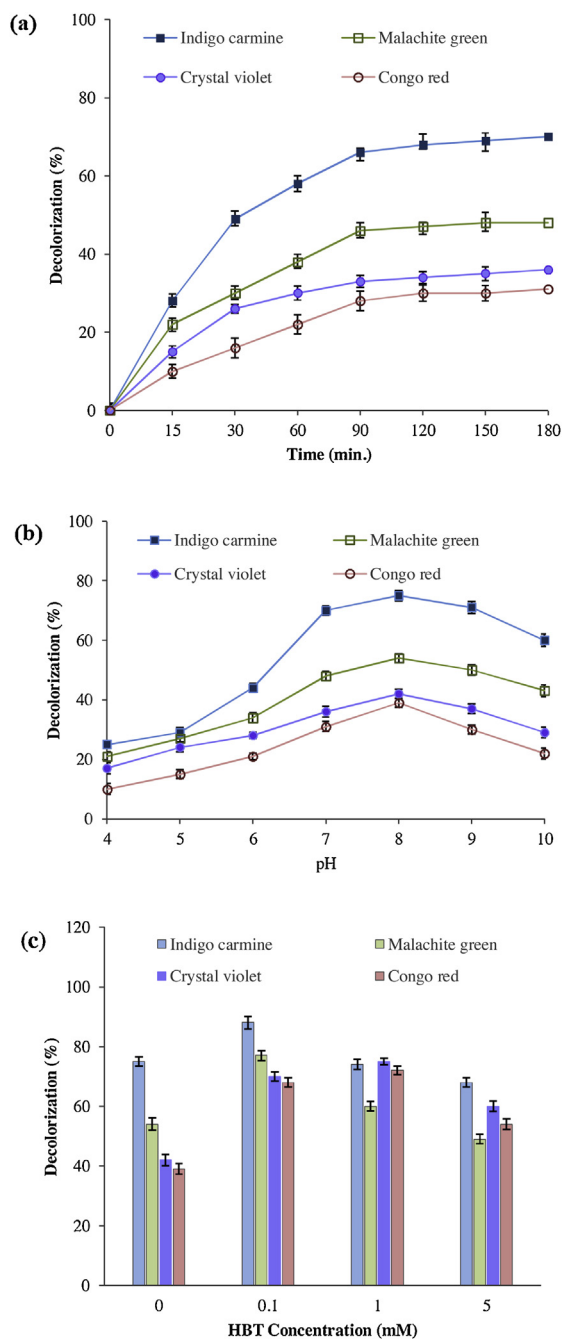 (a)
100
80
60
40
20
0
Decolorization (%)
Indigo carmine
Malachite green
Crystal violet
Congo red
0 15 30 60 90 120 150 180
Time (min.)
(b)
100
80
60
40
20
0
Decolorization (%)
Indigo carmine
Malachite green
Crystal violet
Congo red
4 5 6 7 8 9 10
pH
(c)
120
100
80
60
40
20
0
Decolorization (%)
Indigo carmine
Malachite green
Crystal violet
Congo red
0 0.1 1 5
HBT Concentration (mM)